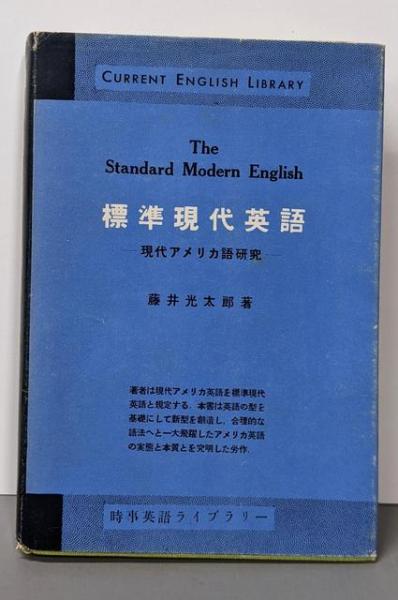 CURRENT ENGLISH LIBRARY
The
Standard Modern English
標準現代英語
―現代アメリカ語研究―
藤井光太郎著
著者は現代アメリカ英語を標準現代
英語と規定する．本書は英語の型を
基礎にして新型を創造し，合理的な
語法へと一大飛躍したアメリカ英語
の実態と本質とを究明した労作．
時事英語ライブラリー